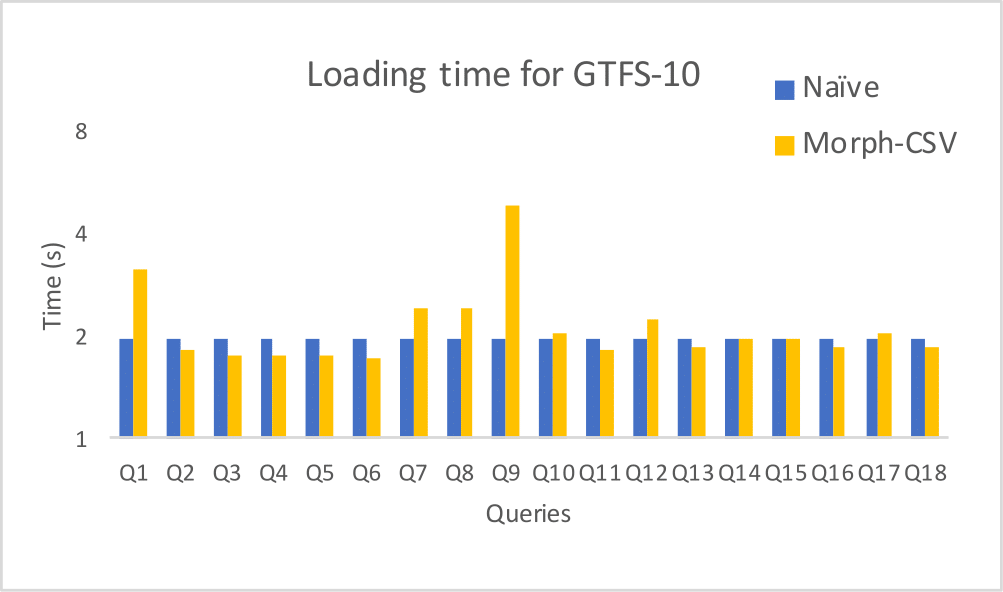 Loading time for GTFS-10
Naïve
Morph-CSV
8
4
2
1
Time (s)
Q1 Q2 Q3 Q4 Q5 Q6 Q7 Q8 Q9 Q10 Q11 Q12 Q13 Q14 Q15 Q16 Q17 Q18
Queries